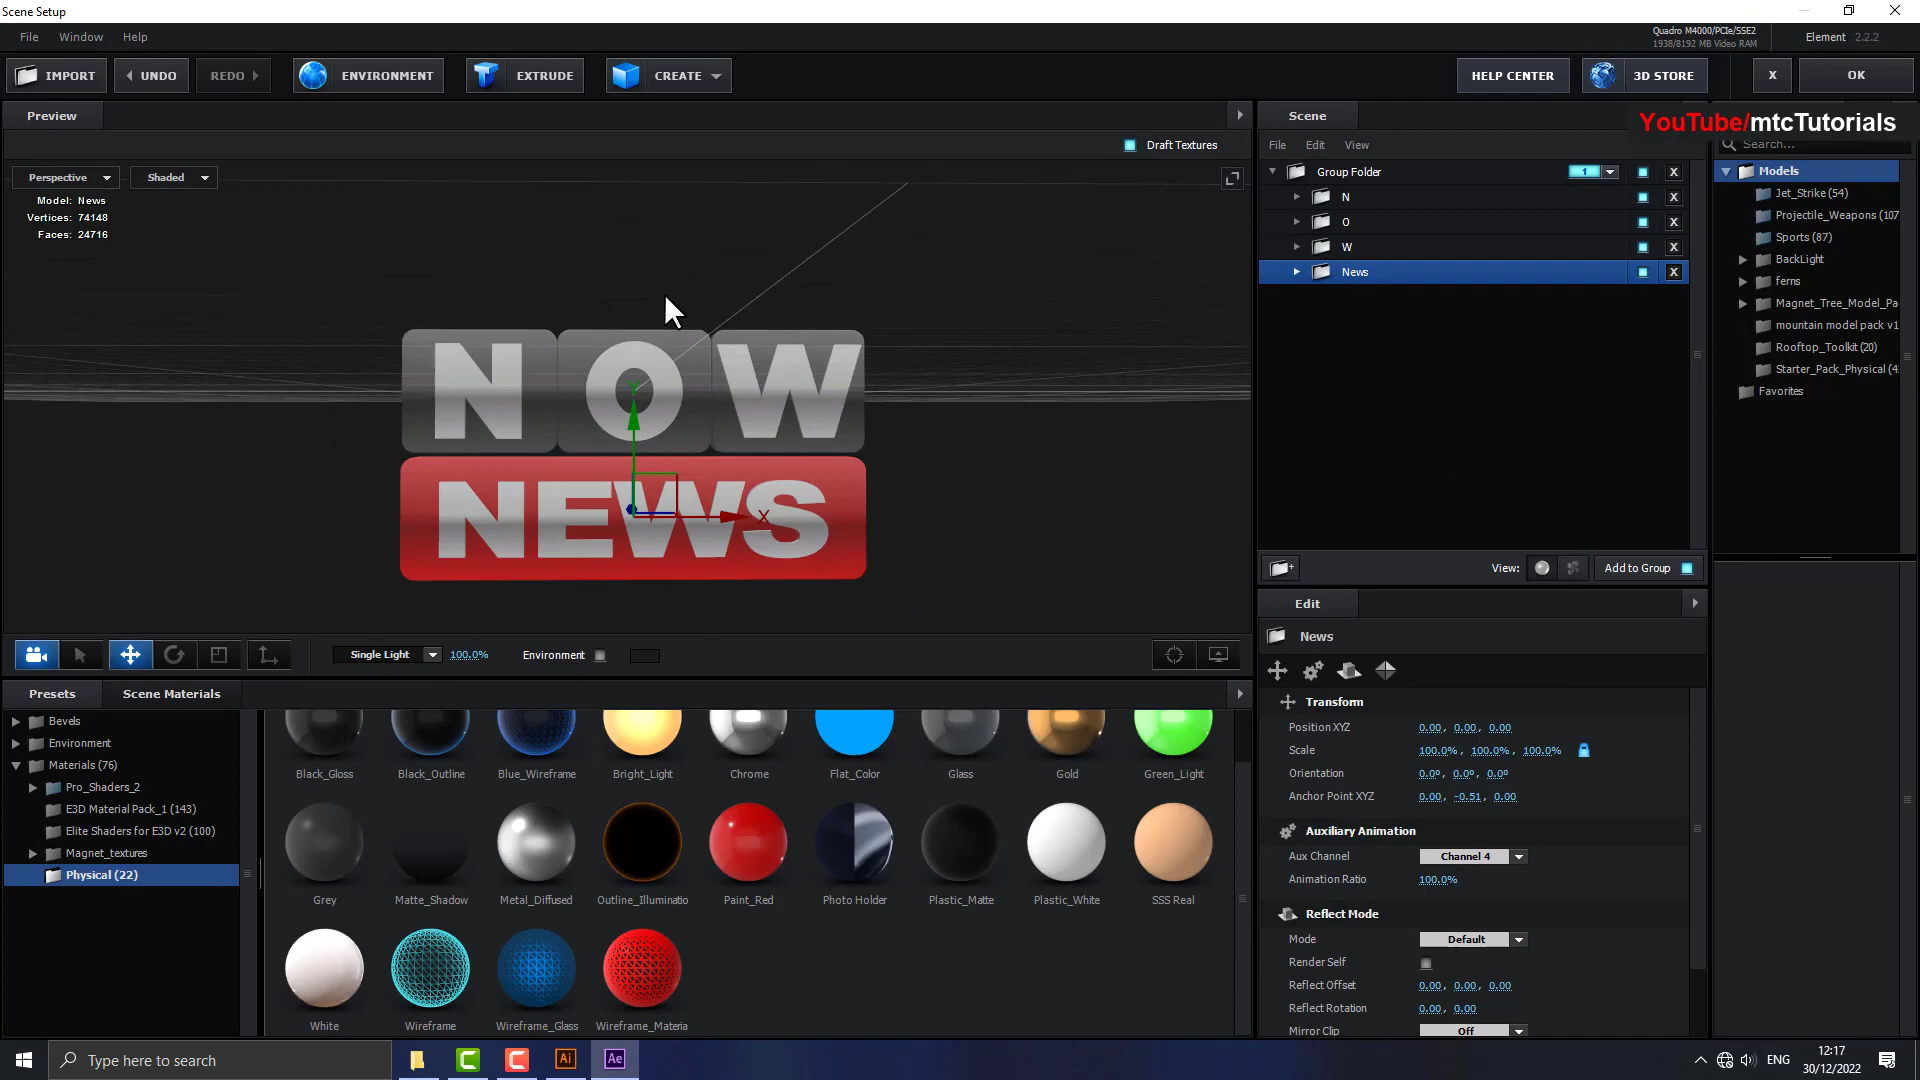 Scene Setup
File Window Help
Quadro M4000/PCIe/SSE2
1938/8192 MB Video RAM
Element 2.2.2
IMPORT UNDO REDO ENVIRONMENT EXTRUDE CREATE HELP CENTER 3D STORE X OK
Preview
Draft Textures
Perspective Shaded
Model: News
Vertices: 74148
Faces: 24716
N O W
NEWS
Y
X
Single Light 100.0% Environment
Scene
YouTube/mtcTutorials
File Edit View
Search...
Group Folder 1 X
N X
O X
W X
News X
Models
Jet_Strike (54)
Projectile_Weapons (107
Sports (87)
BackLight
ferns
Magnet_Tree_Model_Pa
mountain model pack v1
Rooftop_Toolkit (20)
Starter_Pack_Physical (4
Favorites
View: Add to Group
Edit
News
Transform
Position XYZ 0.00, 0.00, 0.00
Scale 100.0%, 100.0%, 100.0%
Orientation 0.0º, 0.0º, 0.0º
Anchor Point XYZ 0.00, -0.51, 0.00
Auxiliary Animation
Aux Channel Channel 4
Animation Ratio 100.0%
Reflect Mode
Mode Default
Render Self
Reflect Offset 0.00, 0.00, 0.00
Reflect Rotation 0.00, 0.00
Mirror Clip Off
Presets Scene Materials
Bevels
Environment
Materials (76)
Pro_Shaders_2
E3D Material Pack_1 (143)
Elite Shaders for E3D v2 (100)
Magnet_textures
Physical (22)
Black_Gloss Black_Outline Blue_Wireframe Bright_Light Chrome Flat_Color Glass Gold Green_Light
Grey Matte_Shadow Metal_Diffused Outline_Illuminatio Paint_Red Photo Holder Plastic_Matte Plastic_White SSS Real
White Wireframe Wireframe_Glass Wireframe_Materia
Type here to search
Ai
Ae
ENG
12:17
30/12/2022